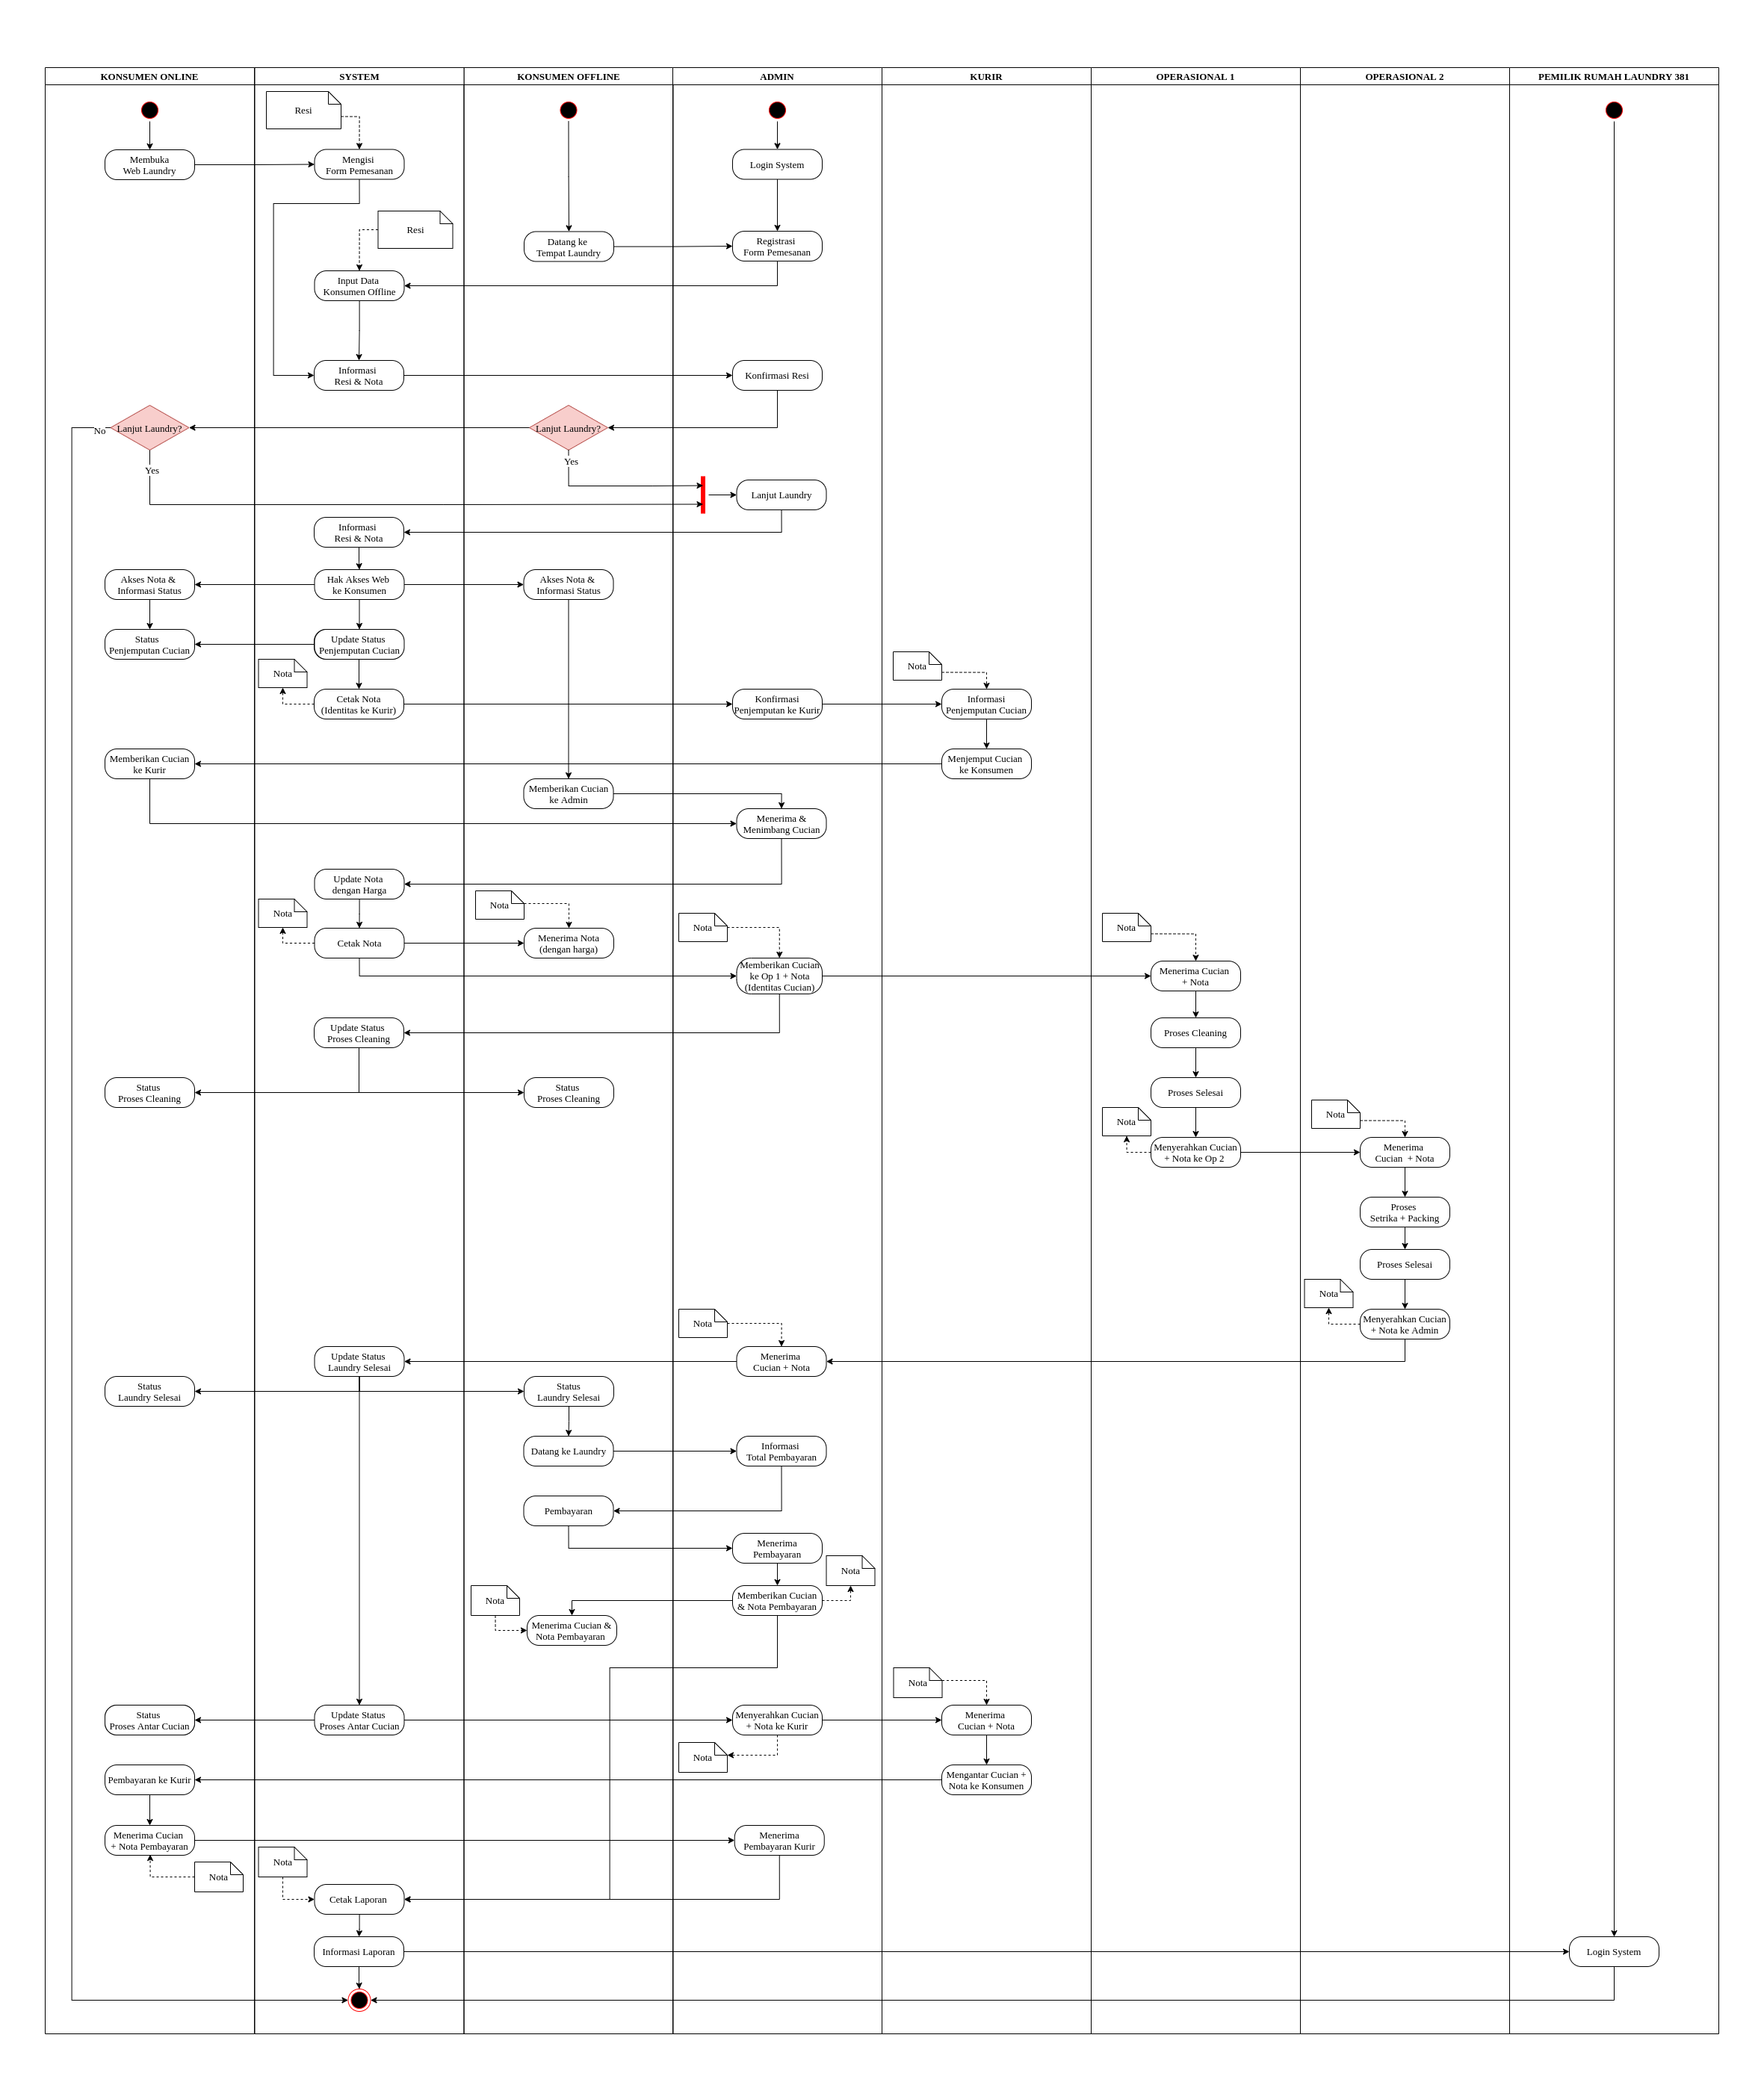 KONSUMEN ONLINE
SYSTEM
KONSUMEN OFFLINE
ADMIN
KURIR
OPERASIONAL 1
OPERASIONAL 2
PEMILIK RUMAH LAUNDRY 381
Resi
Membuka
Web Laundry
Mengisi
Form Pemesanan
Login System
Resi
Datang ke
Tempat Laundry
Registrasi
Form Pemesanan
Input Data
Konsumen Offline
Informasi
Resi & Nota
Konfirmasi Resi
No
Lanjut Laundry?
Lanjut Laundry?
Yes
Yes
Lanjut Laundry
Informasi
Resi & Nota
Akses Nota &
Informasi Status
Hak Akses Web
ke Konsumen
Akses Nota &
Informasi Status
Status
Penjemputan Cucian
Update Status
Penjemputan Cucian
Nota
Nota
Cetak Nota
(Identitas ke Kurir)
Konfirmasi
Penjemputan ke Kurir
Informasi
Penjemputan Cucian
Memberikan Cucian
ke Kurir
Menjemput Cucian
ke Konsumen
Memberikan Cucian
ke Admin
Menerima &
Menimbang Cucian
Update Nota
dengan Harga
Nota
Nota
Nota
Nota
Cetak Nota
Menerima Nota
(dengan harga)
Memberikan Cucian
ke Op 1 + Nota
(Identitas Cucian)
Menerima Cucian
+ Nota
Update Status
Proses Cleaning
Proses Cleaning
Status
Proses Cleaning
Status
Proses Cleaning
Proses Selesai
Nota
Nota
Menyerahkan Cucian
+ Nota ke Op 2
Menerima
Cucian + Nota
Proses
Setrika + Packing
Proses Selesai
Nota
Nota
Menyerahkan Cucian
+ Nota ke Admin
Update Status
Laundry Selesai
Menerima
Cucian + Nota
Status
Laundry Selesai
Status
Laundry Selesai
Datang ke Laundry
Informasi
Total Pembayaran
Pembayaran
Menerima
Pembayaran
Nota
Nota
Memberikan Cucian
& Nota Pembayaran
Menerima Cucian &
Nota Pembayaran
Nota
Status
Proses Antar Cucian
Update Status
Proses Antar Cucian
Menyerahkan Cucian
+ Nota ke Kurir
Menerima
Cucian + Nota
Nota
Pembayaran ke Kurir
Mengantar Cucian +
Nota ke Konsumen
Menerima Cucian
+ Nota Pembayaran
Menerima
Pembayaran Kurir
Nota
Nota
Cetak Laporan
Informasi Laporan
Login System